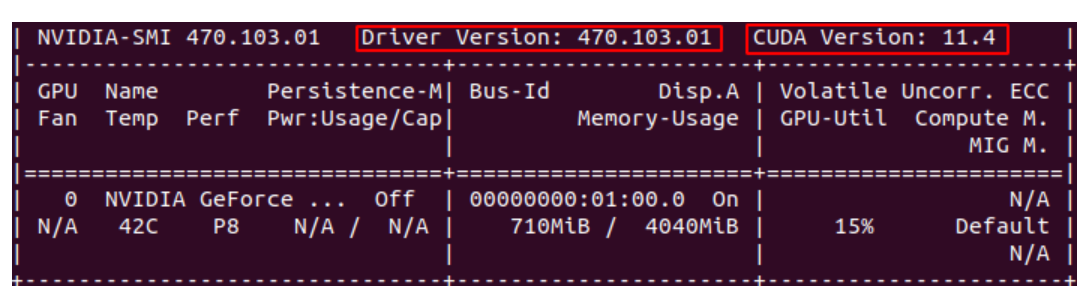 | NVIDIA-SMI 470.103.01   Driver Version: 470.103.01   CUDA Version: 11.4     |
|-------------------------------+----------------------+----------------------+
| GPU  Name        Persistence-M| Bus-Id        Disp.A | Volatile Uncorr. ECC |
| Fan  Temp  Perf  Pwr:Usage/Cap|         Memory-Usage | GPU-Util  Compute M. |
|                               |                      |               MIG M. |
|===============================+======================+======================|
|   0  NVIDIA GeForce ...  Off  | 00000000:01:00.0  On |                  N/A |
| N/A   42C    P8    N/A /  N/A |    710MiB /  4040MiB |     15%      Default |
|                               |                      |                  N/A |
+-------------------------------+----------------------+----------------------+